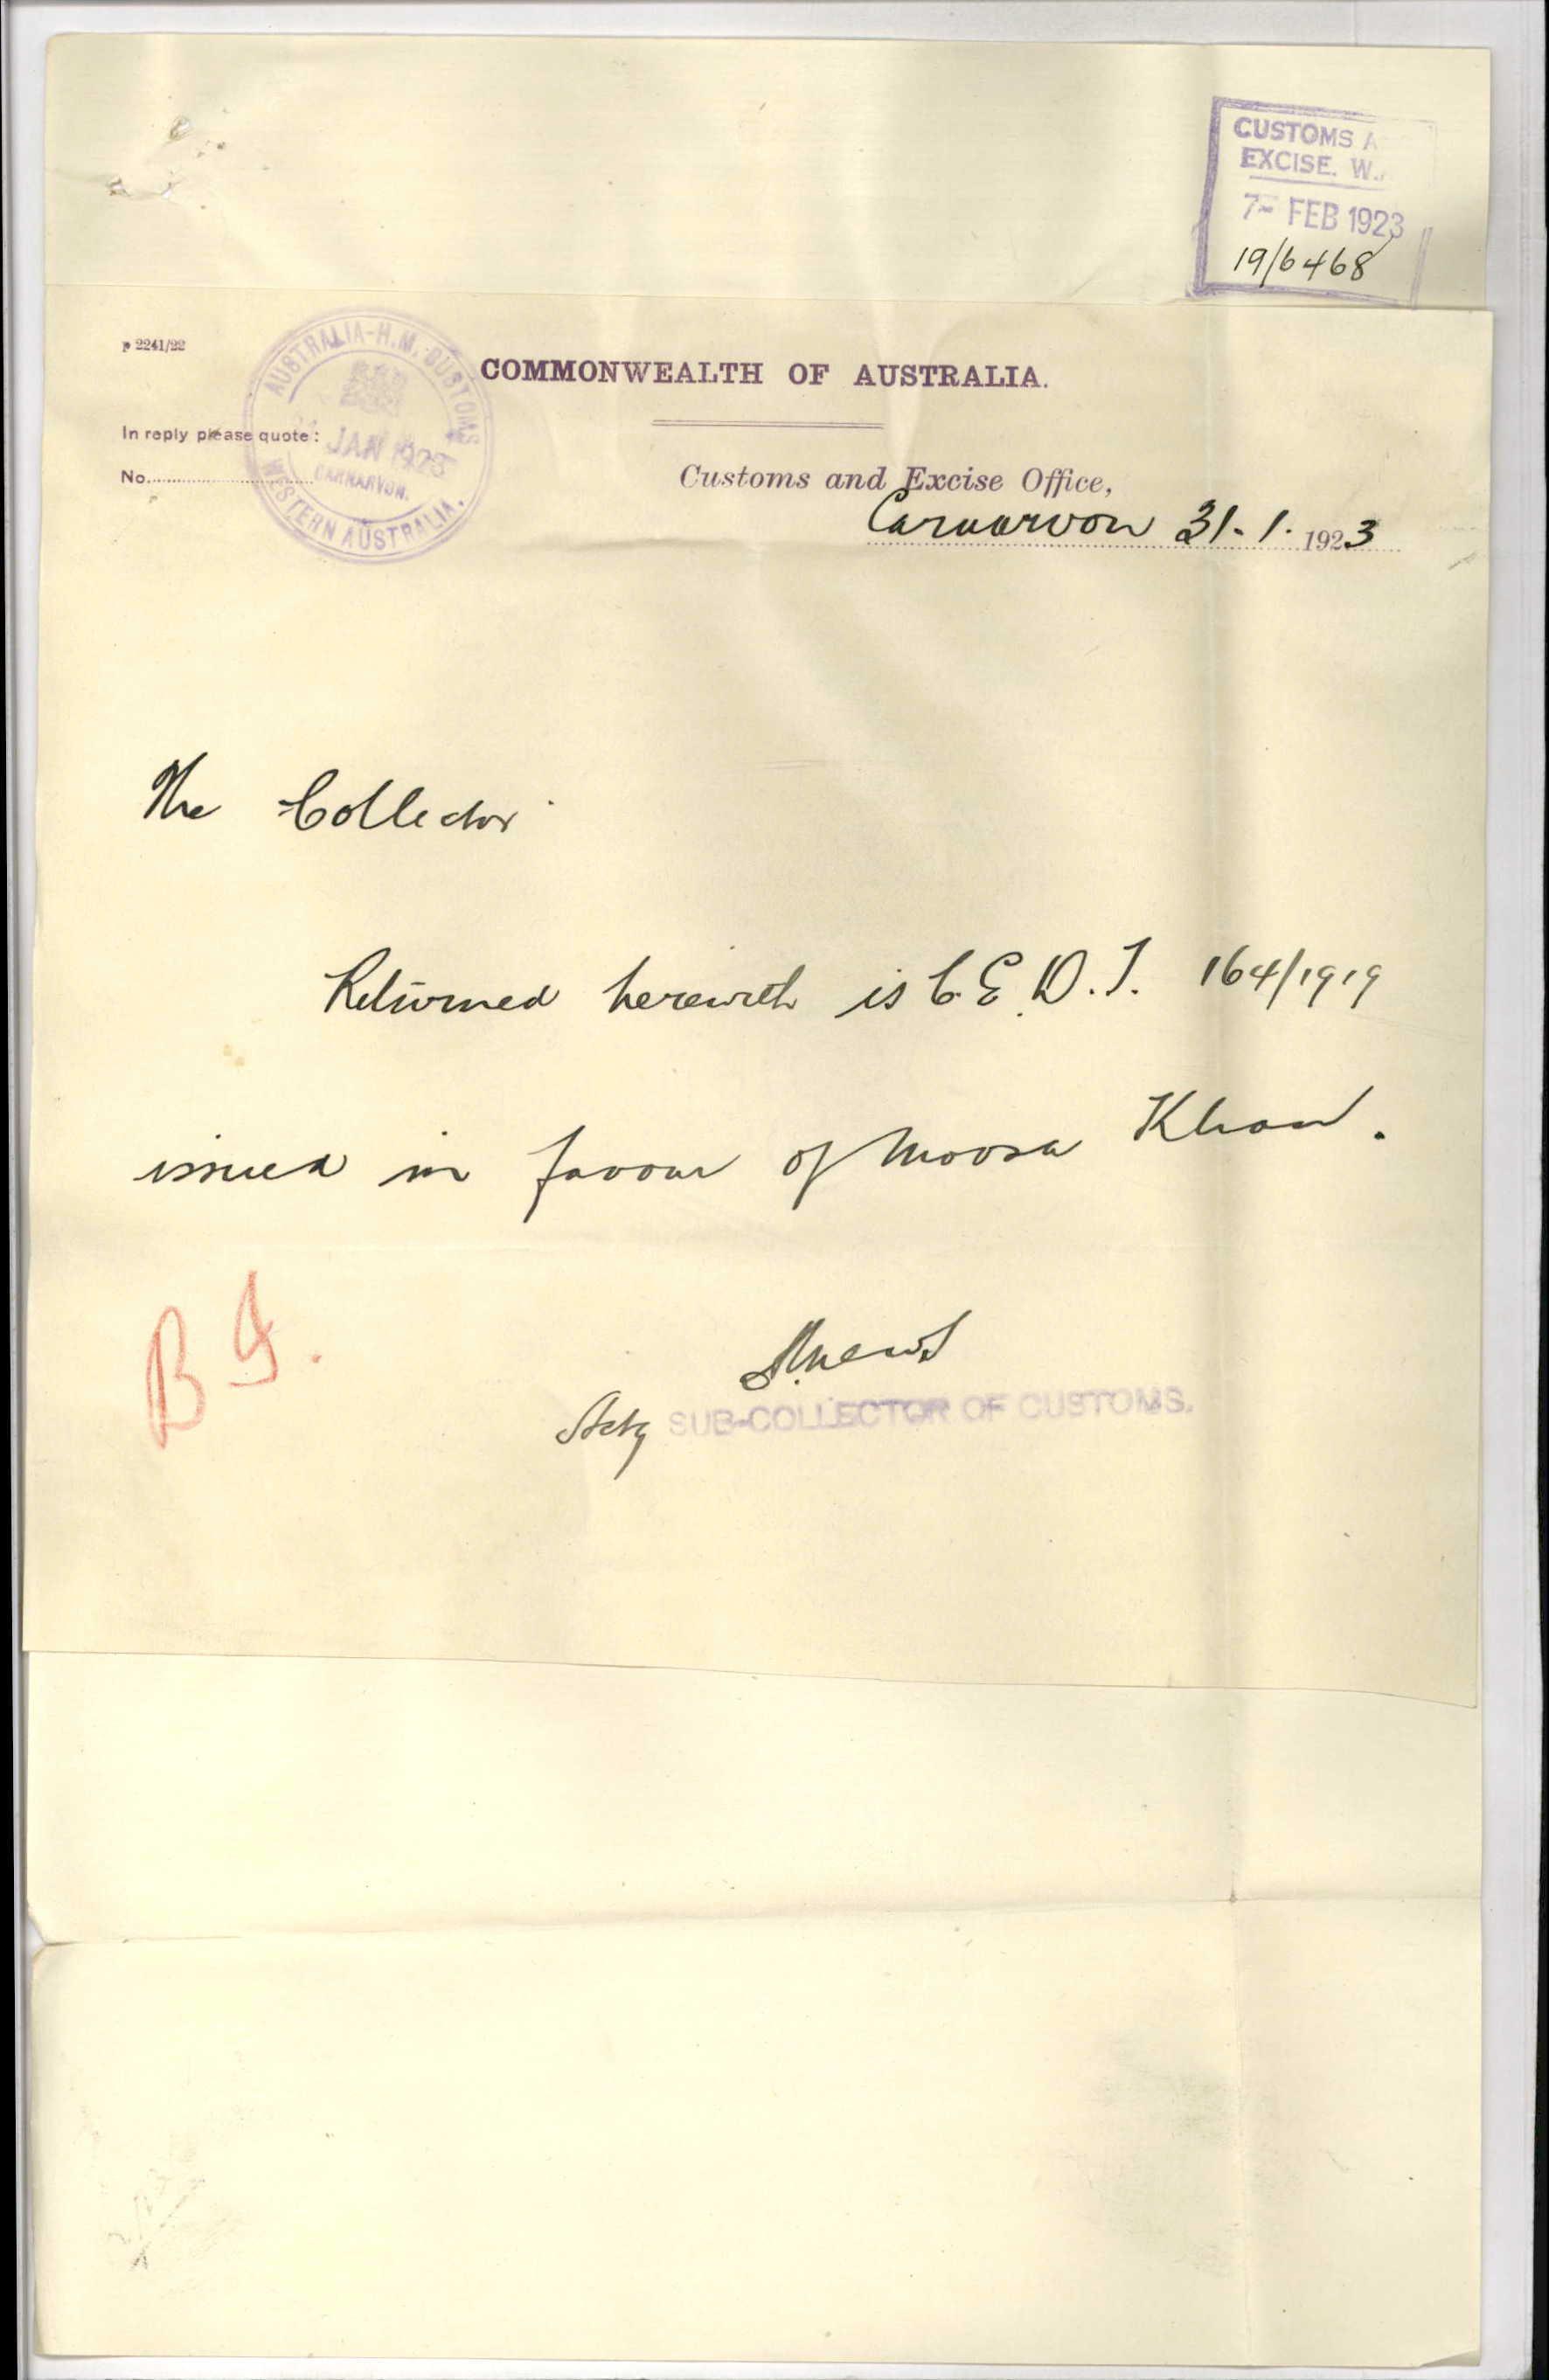 CUSTOMS A
EXCISE. W.
7- FEB 1923
19/6468
P 2241/22
AUSTRALIA-H.M. CUSTOMS
JAN 1923
CARNARVON.
WESTERN AUSTRALIA.
COMMONWEALTH OF AUSTRALIA.
In reply please quote:
No.
Customs and Excise Office,
Carnarvon 31.1.1923
The Collector
Returned herewith is C.E.D.T. 164/1919
issued in favour of Moosa Khan.
Actg SUB-COLLECTOR OF CUSTOMS.